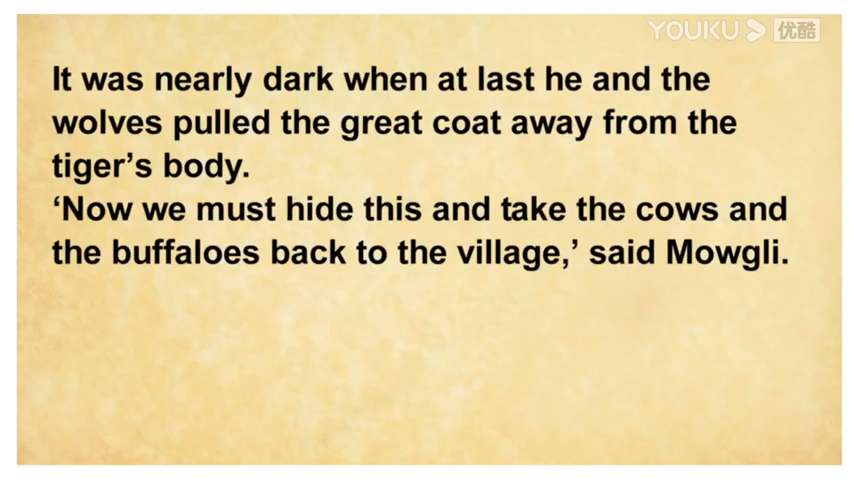 YOUKU 优酷
It was nearly dark when at last he and the
wolves pulled the great coat away from the
tiger’s body.
‘Now we must hide this and take the cows and
the buffaloes back to the village,’ said Mowgli.